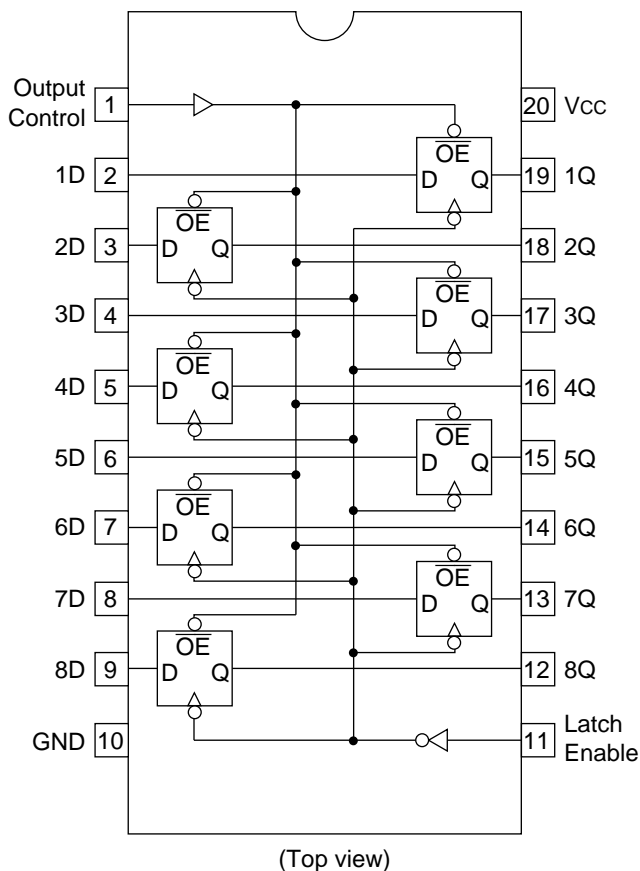 Output
Control
1
20
VCC
OE
1D
2
D
Q
19
1Q
OE
2D
3
D
Q
18
2Q
OE
3D
4
D
Q
17
3Q
OE
4D
5
D
Q
16
4Q
OE
5D
6
D
Q
15
5Q
OE
6D
7
D
Q
14
6Q
OE
7D
8
D
Q
13
7Q
OE
8D
9
D
Q
12
8Q
GND
10
11
Latch
Enable
(Top view)